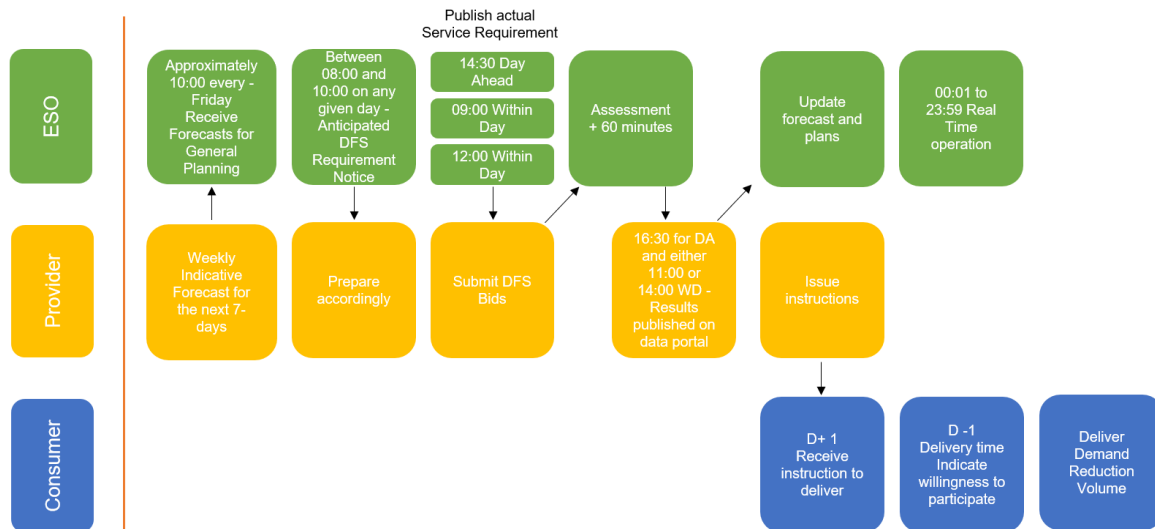 Publish actual
Service Requirement
ESO
Approximately
10:00 every -
Friday
Receive
Forecasts for
General
Planning
Between
08:00 and
10:00 on any
given day -
Anticipated
DFS
Requirement
Notice
14:30 Day
Ahead
09:00 Within
Day
12:00 Within
Day
Assessment
+ 60 minutes
Update
forecast and
plans
00:01 to
23:59 Real
Time
operation
Provider
Weekly
Indicative
Forecast for
the next 7-
days
Prepare
accordingly
Submit DFS
Bids
16:30 for DA
and either
11:00 or
14:00 WD -
Results
published on
data portal
Issue
instructions
Consumer
D+ 1
Receive
instruction to
deliver
D -1
Delivery time
Indicate
willingness to
participate
Deliver
Demand
Reduction
Volume